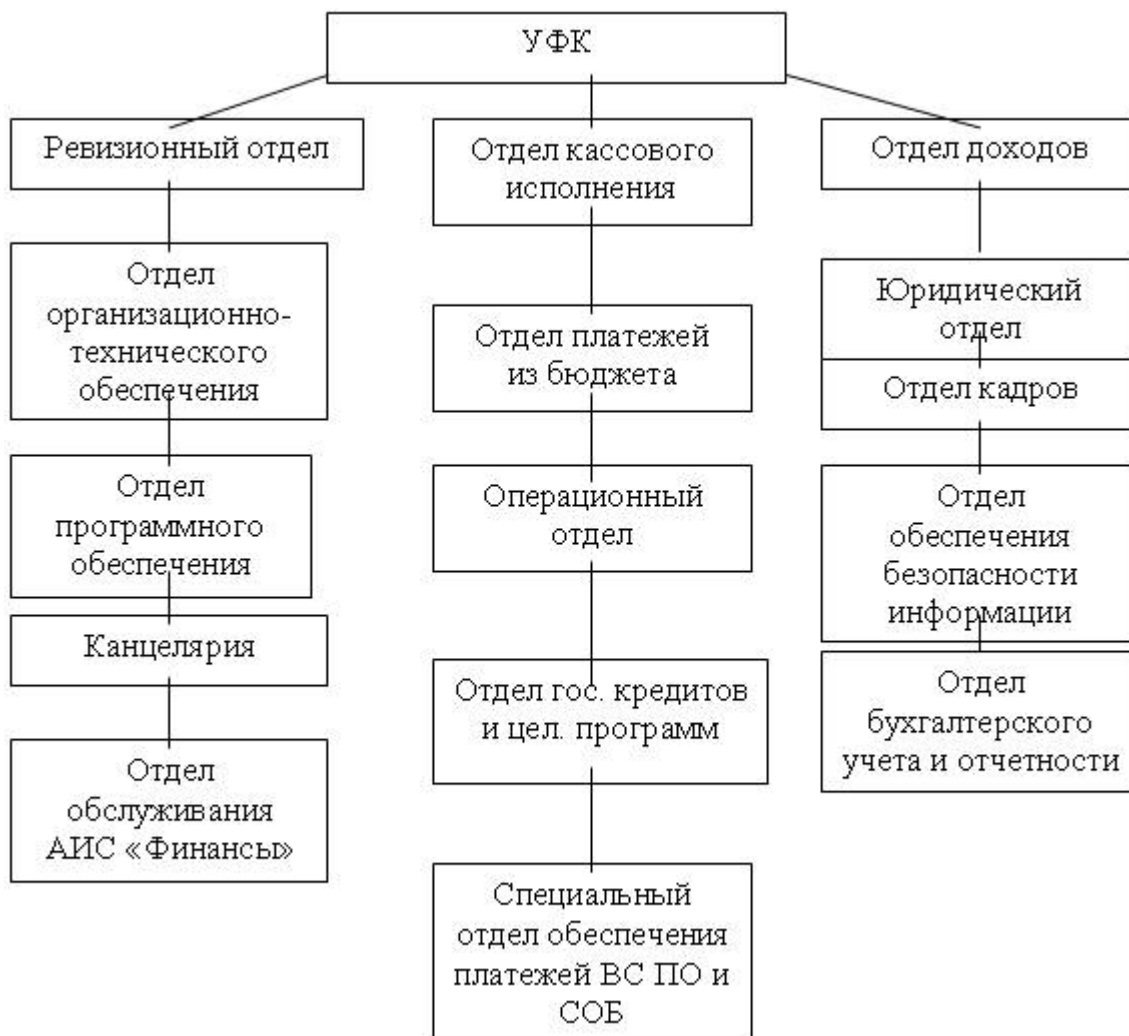 УФК
Ревизионный отдел
Отдел
организационно-
технического
обеспечения
Отдел
программного
обеспечения
Канцелярия
Отдел
обслуживания
АИС «Финансы»
Отдел кассового
исполнения
Отдел платежей
из бюджета
Операционный
отдел
Отдел гос. кредитов
и цел. программ
Специальный
отдел обеспечения
платежей ВС ПО и
СОБ
Отдел доходов
Юридический
отдел
Отдел кадров
Отдел
обеспечения
безопасности
информации
Отдел
бухгалтерского
учета и отчетности